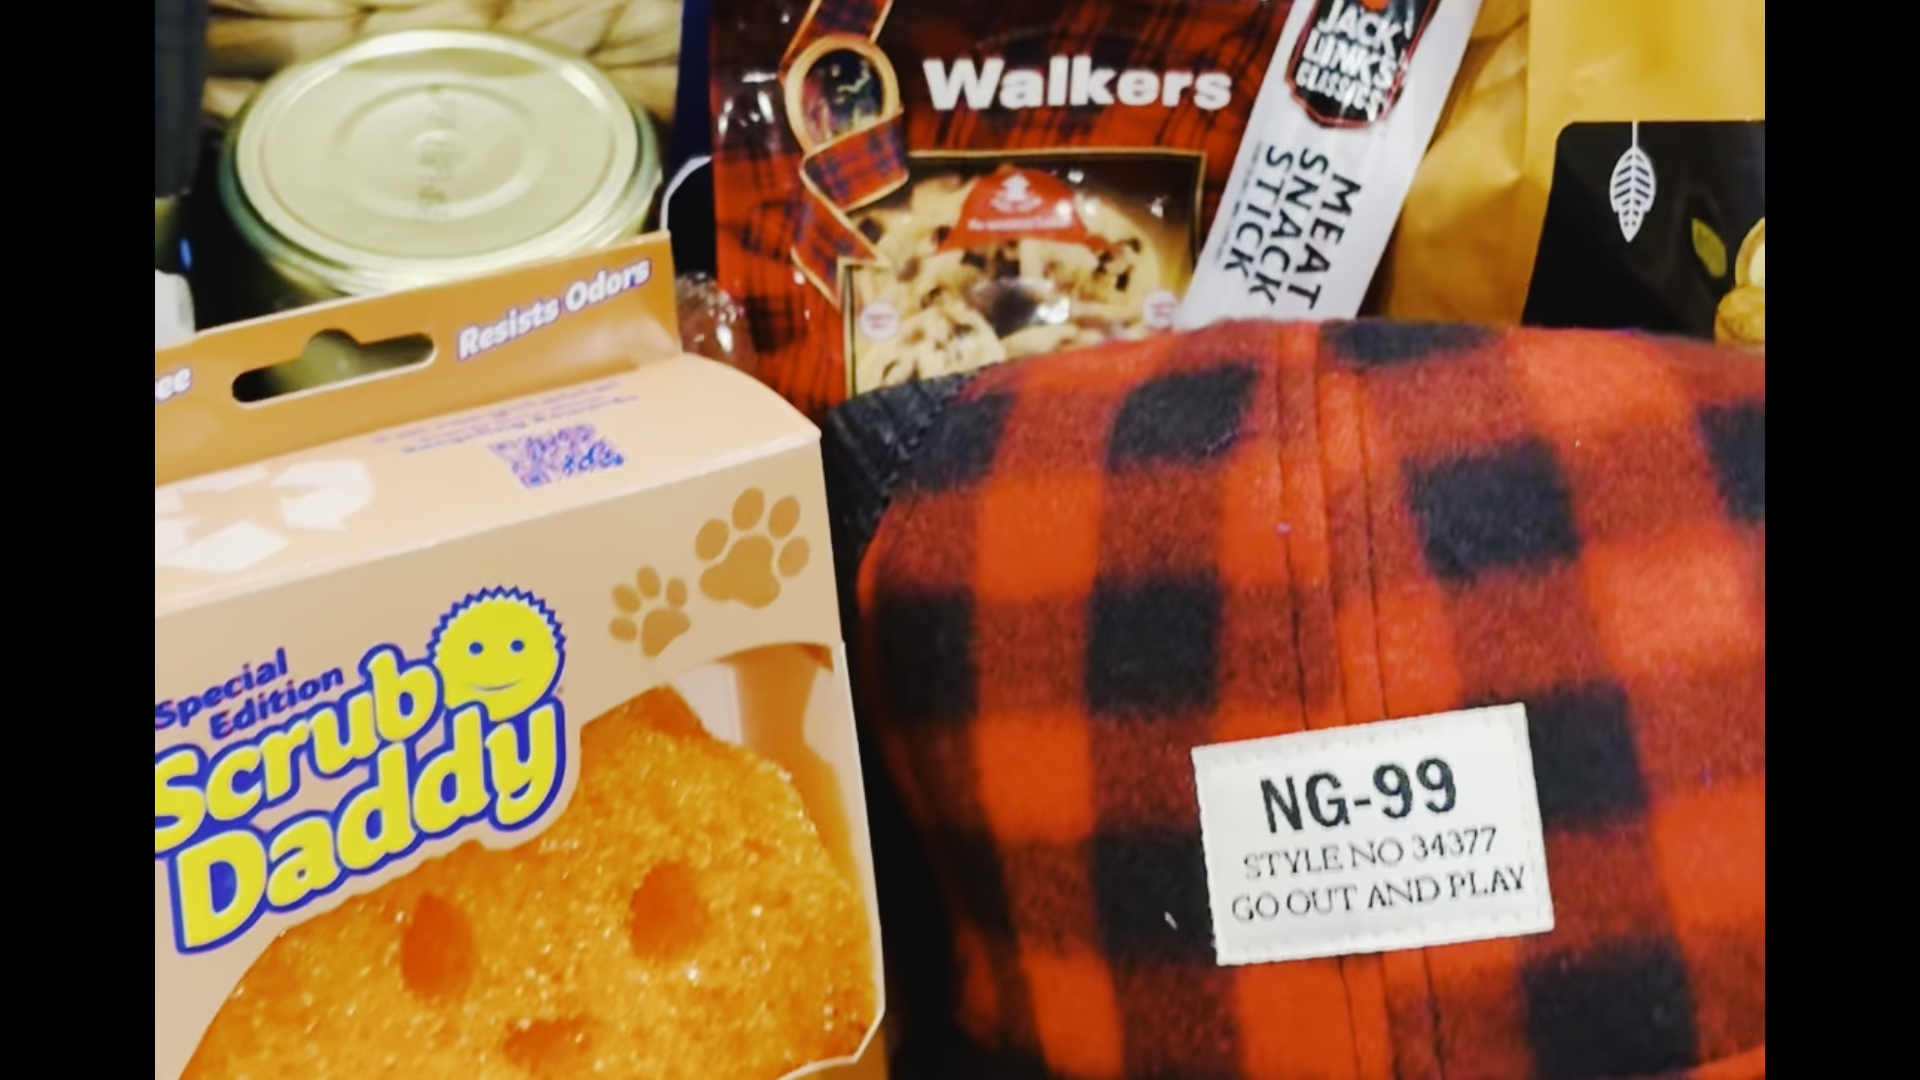 Walkers
JACK
LINK'S
CLASSICS
MEAT
SNACK
STICK
Resists Odors
ee
Special
Edition
Scrub
Daddy
NG-99
STYLE NO 34377
GO OUT AND PLAY